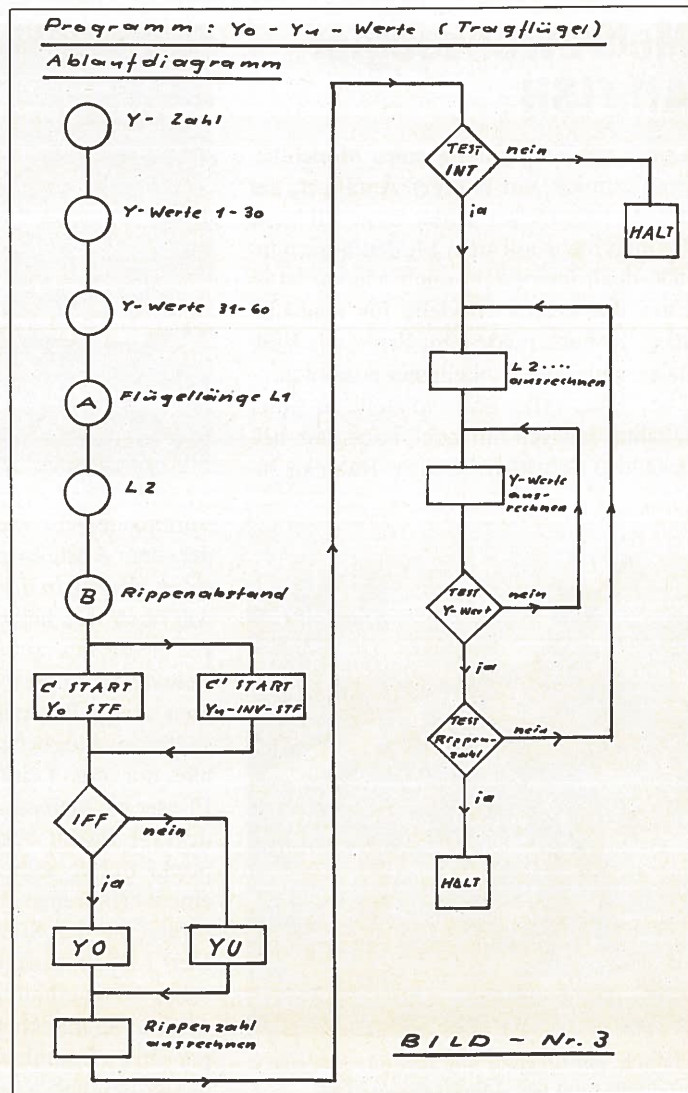 Programm: Yo - Yu - Werte (Tragflügel)
Ablaufdiagramm
Y - Zahl
Y-Werte 1-30
Y-Werte 31-60
A
Flügellänge L1
L2
B
Rippenabstand
C' START
Yo STF
C' START
Yu-INV-STF
IFF
nein
ja
YO
YU
Rippenzahl
ausrechnen
TEST
INT
nein
HALT
ja
L2....
ausrechnen
Y-Werte
aus-
rechnen
TEST
Y-Wert
nein
ja
TEST
Rippen-
zahl
nein
ja
HALT
BILD - Nr. 3